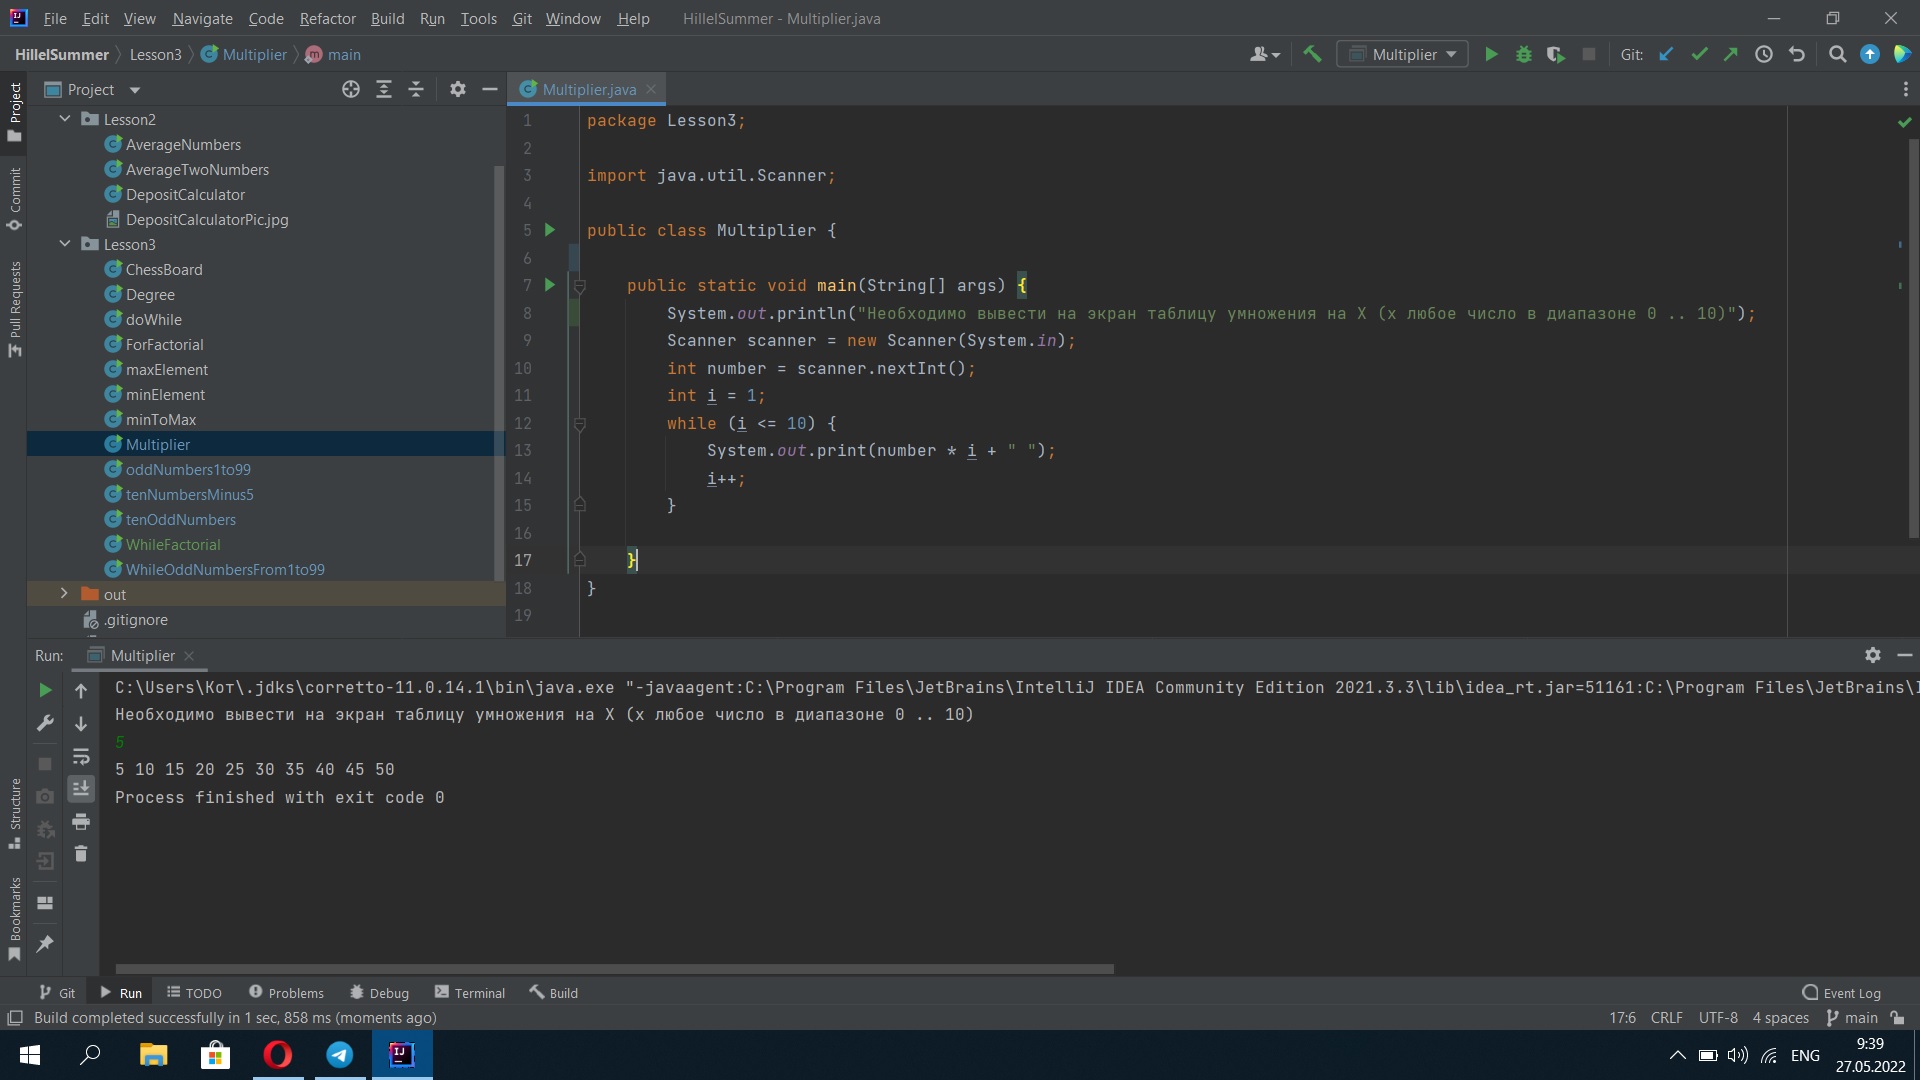 File Edit View Navigate Code Refactor Build Run Tools Git Window Help HillelSummer - Multiplier.java
HillelSummer Lesson3 Multiplier main Multiplier Git:
Project
Multiplier.java
Lesson2
AverageNumbers
AverageTwoNumbers
DepositCalculator
DepositCalculatorPic.jpg
Lesson3
ChessBoard
Degree
doWhile
ForFactorial
maxElement
minElement
minToMax
Multiplier
oddNumbers1to99
tenNumbersMinus5
tenOddNumbers
WhileFactorial
WhileOddNumbersFrom1to99
out
.gitignore
Project
Commit
Pull Requests
Structure
Bookmarks
1 package Lesson3;
2
3 import java.util.Scanner;
4
5 public class Multiplier {
6
7 public static void main(String[] args) {
8 System.out.println("Необходимо вывести на экран таблицу умножения на X (x любое число в диапазоне 0 .. 10)");
9 Scanner scanner = new Scanner(System.in);
10 int number = scanner.nextInt();
11 int i = 1;
12 while (i <= 10) {
13 System.out.print(number * i + " ");
14 i++;
15 }
16
17 }
18 }
19
Run: Multiplier
C:\Users\Кот\.jdks\corretto-11.0.14.1\bin\java.exe "-javaagent:C:\Program Files\JetBrains\IntelliJ IDEA Community Edition 2021.3.3\lib\idea_rt.jar=51161:C:\Program Files\JetBrains\
Необходимо вывести на экран таблицу умножения на X (x любое число в диапазоне 0 .. 10)
5
5 10 15 20 25 30 35 40 45 50
Process finished with exit code 0
Git Run TODO Problems Debug Terminal Build Event Log
Build completed successfully in 1 sec, 858 ms (moments ago) 17:6 CRLF UTF-8 4 spaces main
ENG 9:39
27.05.2022